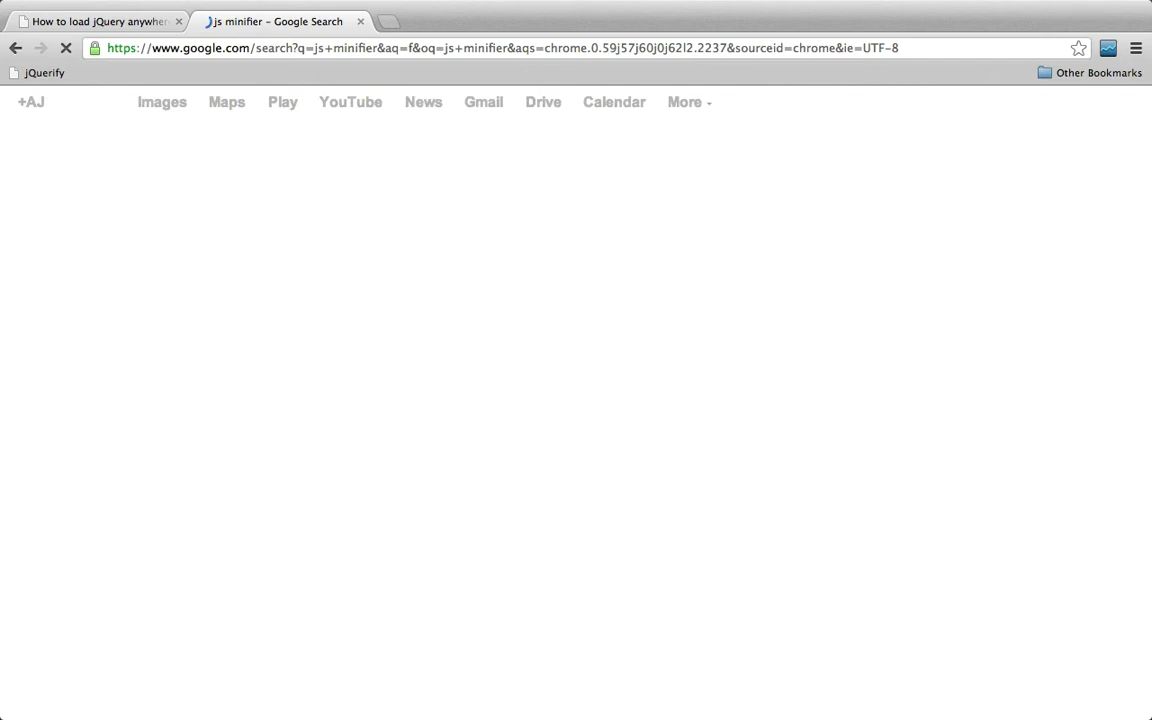 How to load jQuery anywhere
js minifier - Google Search
https://www.google.com/search?q=js+minifier&aq=f&oq=js+minifier&aqs=chrome.0.59j57j60j0j62l2.2237&sourceid=chrome&ie=UTF-8
jQuerify
Other Bookmarks
+AJ Images Maps Play YouTube News Gmail Drive Calendar More